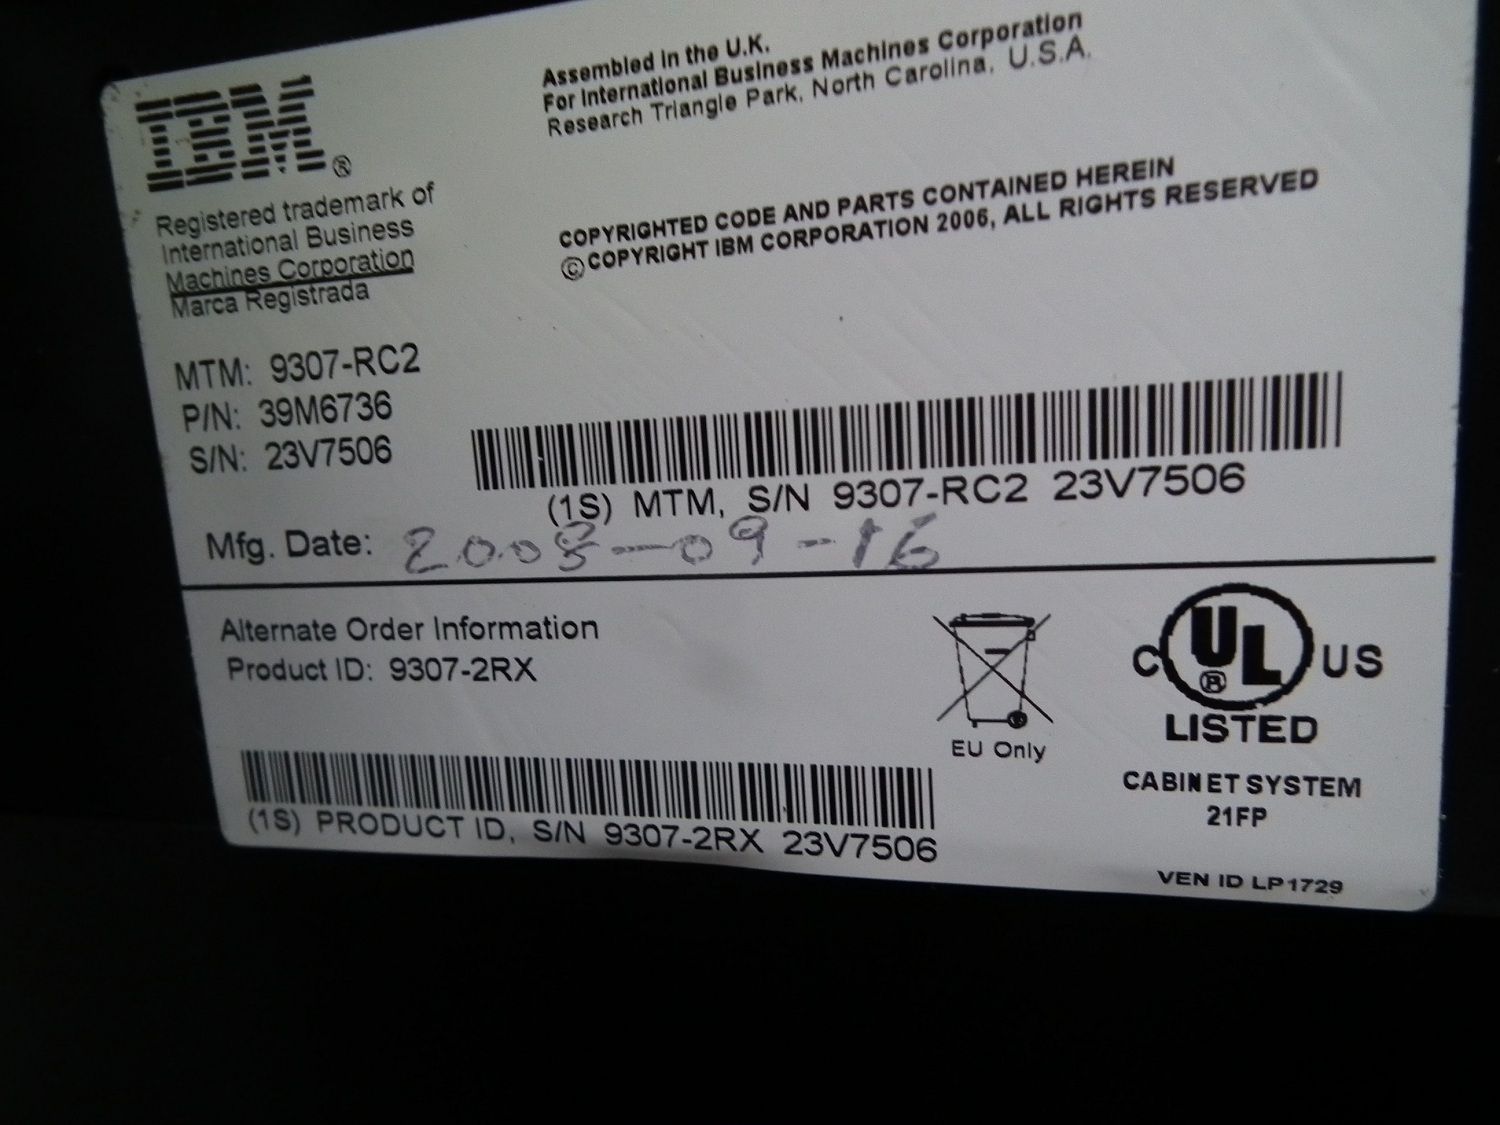 IBM®
Registered trademark of
International Business
Machines Corporation
Marca Registrada
Assembled in the U.K.
For International Business Machines Corporation
Research Triangle Park, North Carolina, U.S.A.
COPYRIGHTED CODE AND PARTS CONTAINED HEREIN
© COPYRIGHT IBM CORPORATION 2006, ALL RIGHTS RESERVED
MTM: 9307-RC2
P/N: 39M6736
S/N: 23V7506
(1S) MTM, S/N 9307-RC2 23V7506
Mfg. Date: 2008-09-16
Alternate Order Information
Product ID: 9307-2RX
(1S) PRODUCT ID, S/N 9307-2RX 23V7506
EU Only
C UL® US
LISTED
CABINET SYSTEM
21FP
VEN ID LP1729